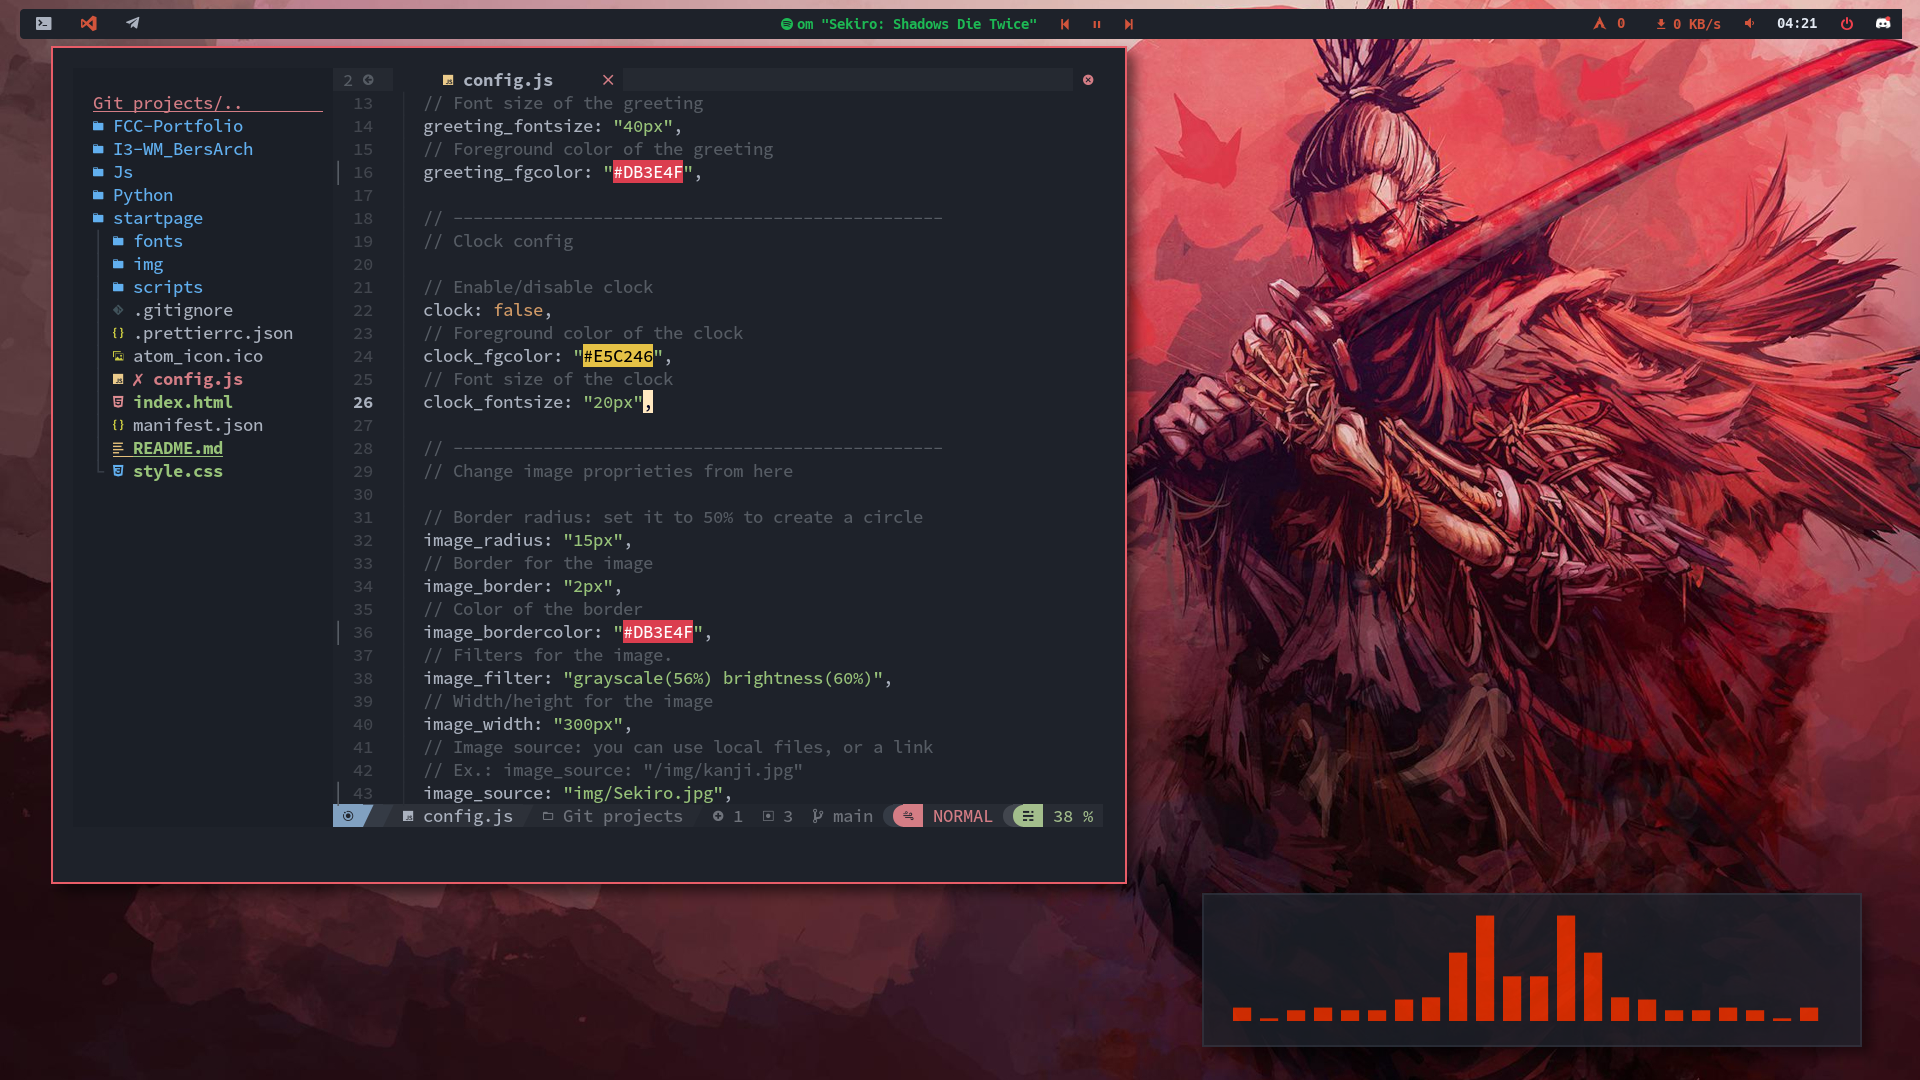 om "Sekiro: Shadows Die Twice"
0
0 KB/s
04:21
2
config.js
Git projects/..
FCC-Portfolio
I3-WM_BersArch
Js
Python
startpage
fonts
img
scripts
.gitignore
.prettierrc.json
atom_icon.ico
✗ config.js
index.html
manifest.json
README.md
style.css
13 // Font size of the greeting
14 greeting_fontsize: "40px",
15 // Foreground color of the greeting
16 greeting_fgcolor: "#DB3E4F",
17
18 // -------------------------------------------------
19 // Clock config
20
21 // Enable/disable clock
22 clock: false,
23 // Foreground color of the clock
24 clock_fgcolor: "#E5C246",
25 // Font size of the clock
26 clock_fontsize: "20px",
27
28 // -------------------------------------------------
29 // Change image proprieties from here
30
31 // Border radius: set it to 50% to create a circle
32 image_radius: "15px",
33 // Border for the image
34 image_border: "2px",
35 // Color of the border
36 image_bordercolor: "#DB3E4F",
37 // Filters for the image.
38 image_filter: "grayscale(56%) brightness(60%)",
39 // Width/height for the image
40 image_width: "300px",
41 // Image source: you can use local files, or a link
42 // Ex.: image_source: "/img/kanji.jpg"
43 image_source: "img/Sekiro.jpg",
config.js Git projects 1 3 main NORMAL 38 %